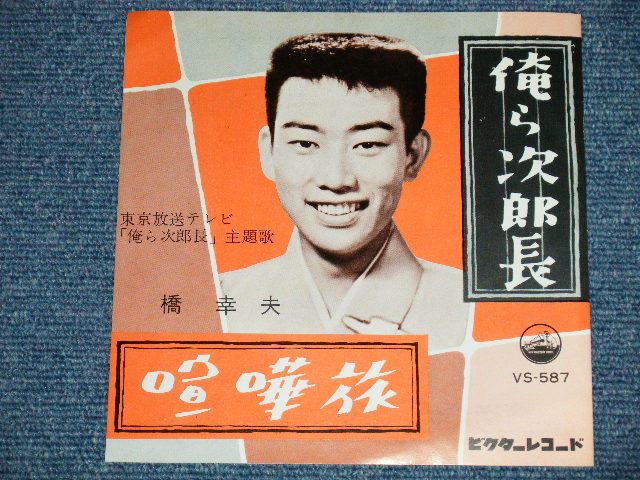 俺ら次郎長
東京放送テレビ
「俺ら次郎長」主題歌
橋幸夫
喧嘩旅
VS-587
ビクターレコード